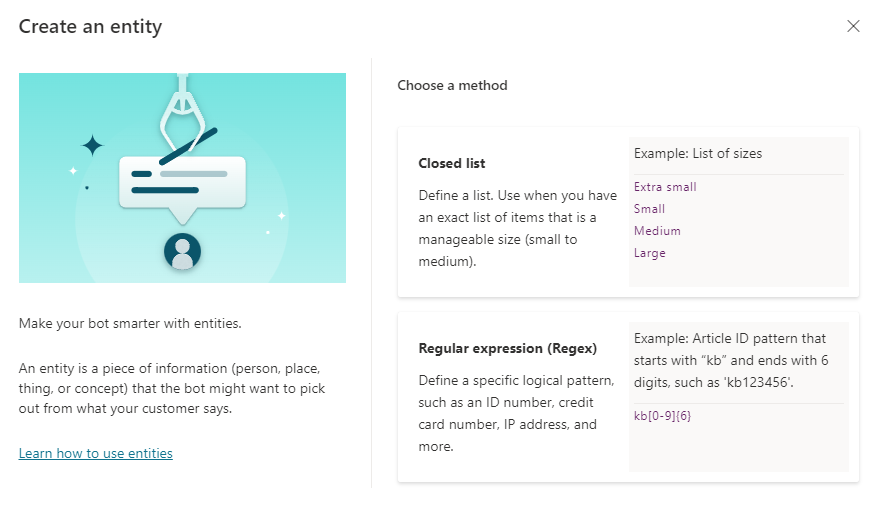 Create an entity
Make your bot smarter with entities.
An entity is a piece of information (person, place,
thing, or concept) that the bot might want to pick
out from what your customer says.
Learn how to use entities
Choose a method
Closed list
Define a list. Use when you have
an exact list of items that is a
manageable size (small to
medium).
Example: List of sizes
Extra small
Small
Medium
Large
Regular expression (Regex)
Define a specific logical pattern,
such as an ID number, credit
card number, IP address, and
more.
Example: Article ID pattern that
starts with “kb” and ends with 6
digits, such as 'kb123456'.
kb[0-9]{6}